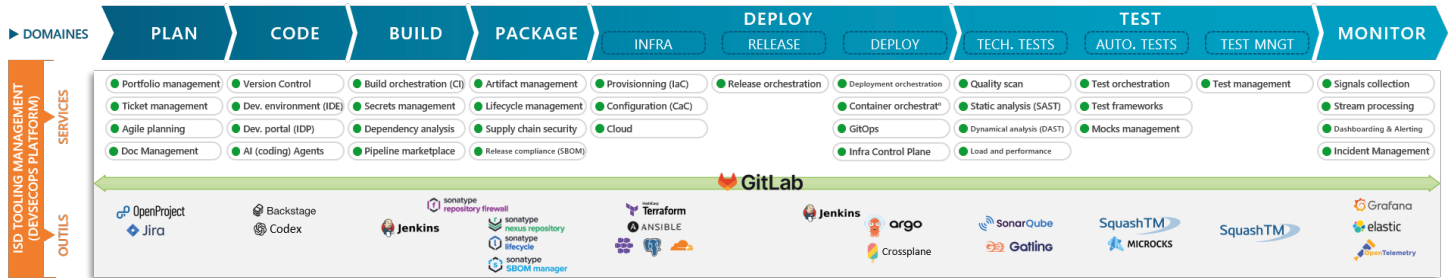 DOMAINES
PLAN
CODE
BUILD
PACKAGE
DEPLOY
INFRA
RELEASE
DEPLOY
TEST
TECH. TESTS
AUTO. TESTS
TEST MNGT
MONITOR
ISD TOOLING MANAGEMENT
(DEVSECOPS PLATFORM)
SERVICES
Portfolio management
Ticket management
Agile planning
Doc Management
Version Control
Dev. environment (IDE)
Dev. portal (IDP)
AI (coding) Agents
Build orchestration (CI)
Secrets management
Dependency analysis
Pipeline marketplace
Artifact management
Lifecycle management
Supply chain security
Release compliance (SBOM)
Provisionning (IaC)
Configuration (CaC)
Cloud
Release orchestration
Deployment orchestration
Container orchestrat°
GitOps
Infra Control Plane
Quality scan
Static analysis (SAST)
Dynamical analysis (DAST)
Load and performance
Test orchestration
Test frameworks
Mocks management
Test management
Signals collection
Stream processing
Dashboarding & Alerting
Incident Management
GitLab
OUTILS
OpenProject
Jira
Backstage
Codex
Jenkins
sonatype
repository firewall
sonatype
nexus repository
sonatype
lifecycle
sonatype
SBOM manager
HashiCorp
Terraform
ANSIBLE
Jenkins
argo
Crossplane
SonarQube
Gatling
SquashTM
MICROCKS
SquashTM
Grafana
elastic
OpenTelemetry